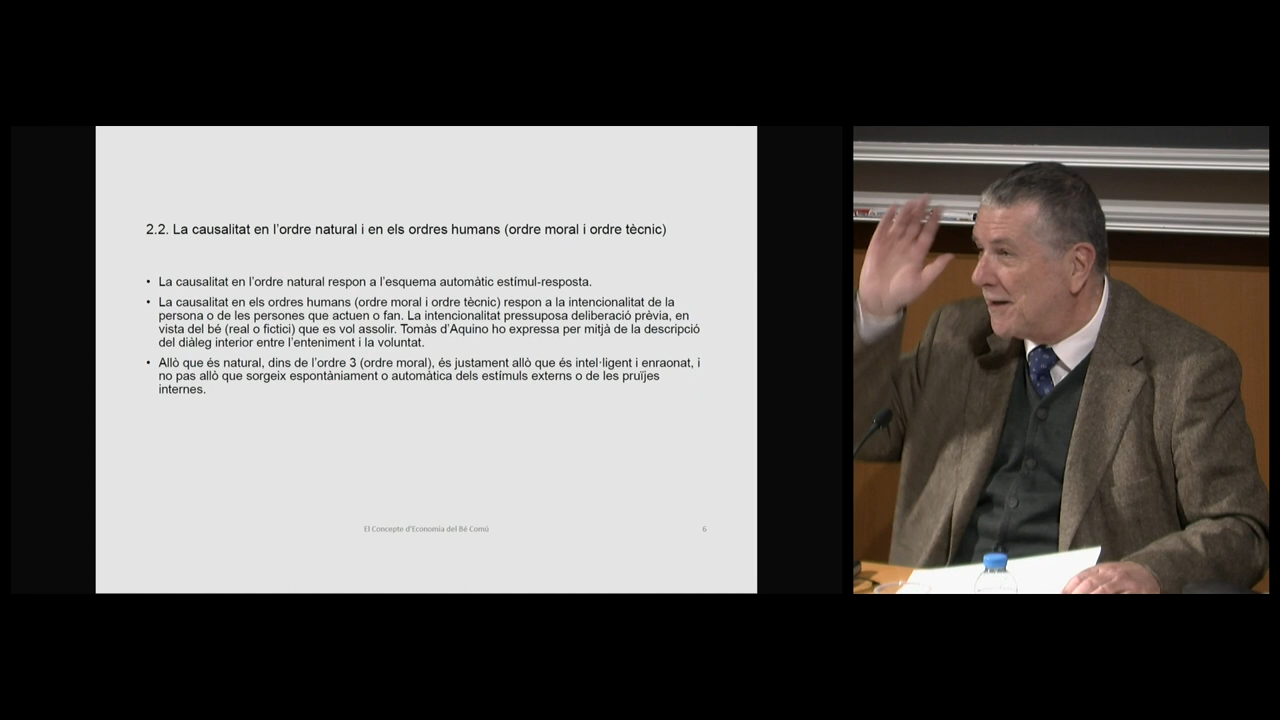 2.2. La causalitat en l’ordre natural i en els ordres humans (ordre moral i ordre tècnic)
• La causalitat en l’ordre natural respon a l’esquema automàtic estímul-resposta.
• La causalitat en els ordres humans (ordre moral i ordre tècnic) respon a la intencionalitat de la
persona o de les persones que actuen o fan. La intencionalitat pressuposa deliberació prèvia, en
vista del bé (real o fictici) que es vol assolir. Tomàs d’Aquino ho expressa per mitjà de la descripció
del diàleg interior entre l’enteniment i la voluntat.
• Allò que és natural, dins de l’ordre 3 (ordre moral), és justament allò que és intel·ligent i enraonat, i
no pas allò que sorgeix espontàniament o automàtica dels estímuls externs o de les pruïjes
internes.
El Concepte d'Economia del Bé Comú
6